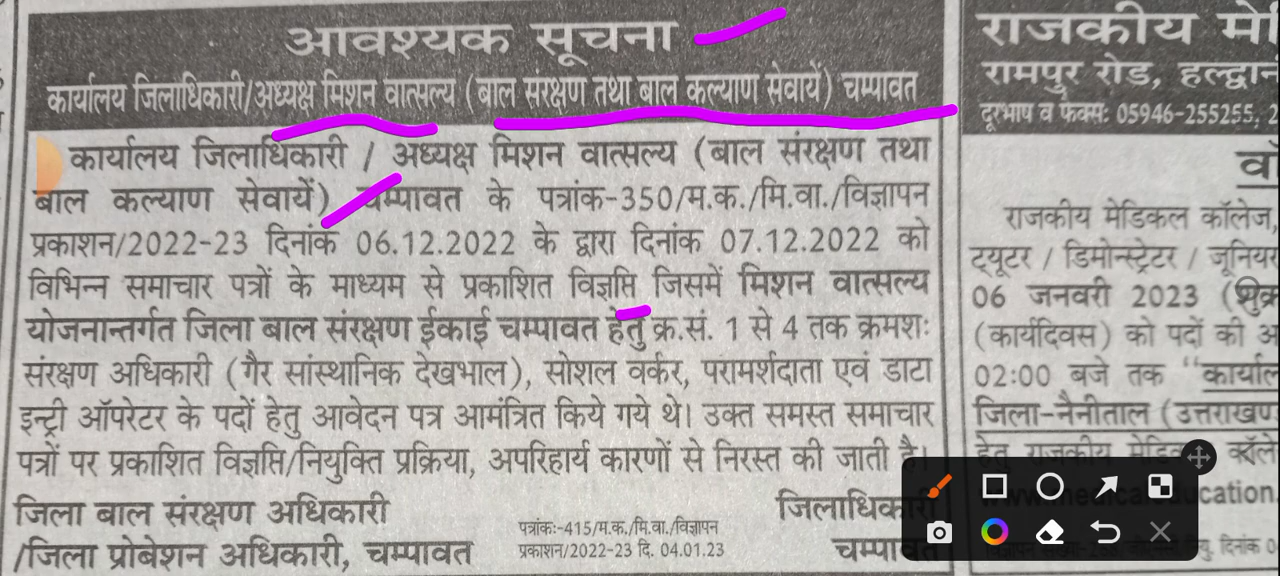 आवश्यक सूचना
कार्यालय जिलाधिकारी/अध्यक्ष मिशन वात्सल्य (बाल संरक्षण तथा बाल कल्याण सेवायें) चम्पावत
कार्यालय जिलाधिकारी / अध्यक्ष मिशन वात्सल्य (बाल संरक्षण तथा
बाल कल्याण सेवायें) चम्पावत के पत्रांक-350/म.क./मि.वा./विज्ञापन
प्रकाशन/2022-23 दिनांक 06.12.2022 के द्वारा दिनांक 07.12.2022 को
विभिन्न समाचार पत्रों के माध्यम से प्रकाशित विज्ञप्ति जिसमें मिशन वात्सल्य
योजनान्तर्गत जिला बाल संरक्षण ईकाई चम्पावत हेतु क्र.सं. 1 से 4 तक क्रमशः
संरक्षण अधिकारी (गैर सांस्थानिक देखभाल), सोशल वर्कर, परामर्शदाता एवं डाटा
इन्ट्री ऑपरेटर के पदों हेतु आवेदन पत्र आमंत्रित किये गये थे। उक्त समस्त समाचार
पत्रों पर प्रकाशित विज्ञप्ति/नियुक्ति प्रक्रिया, अपरिहार्य कारणों से निरस्त की जाती है।
जिला बाल संरक्षण अधिकारी
/जिला प्रोबेशन अधिकारी, चम्पावत
पत्रांकः-415/म.क./मि.वा./विज्ञापन
प्रकाशन/2022-23 दि. 04.01.23
जिलाधिकारी
चम्पावत
राजकीय
रामपुर रोड,
दूरभाष व फैक्सः 05946-255255,
राजकीय मेडिकल कॉलेज,
ट्यूटर / डिमोन्स्ट्रेटर / जूनियर
06 जनवरी 2023
(कार्यदिवस) को पदों की
02:00 बजे तक
जिला-नैनीताल
हेतु राजकीय